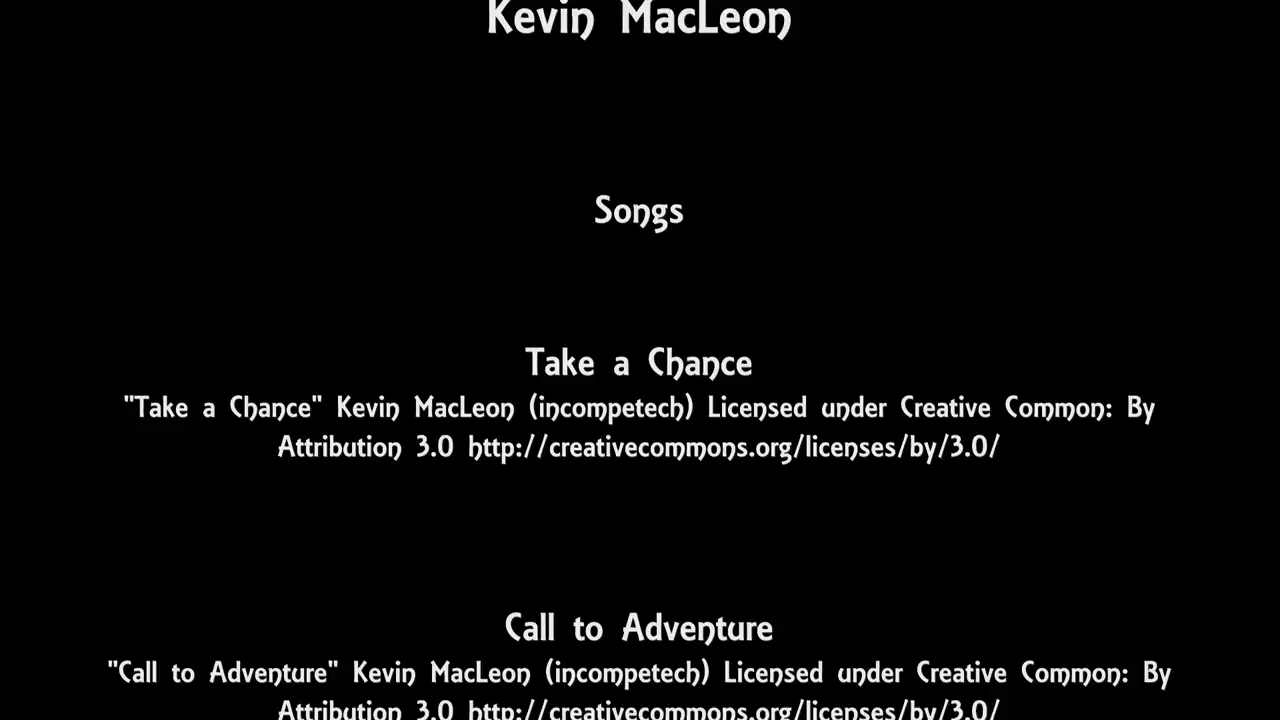 Kevin MacLeon
Songs
Take a Chance
"Take a Chance" Kevin MacLeon (incompetech) Licensed under Creative Common: By
Attribution 3.0 http://creativecommons.org/licenses/by/3.0/
Call to Adventure
"Call to Adventure" Kevin MacLeon (incompetech) Licensed under Creative Common: By
Attribution 3.0 http://creativecommons.org/licenses/by/3.0/